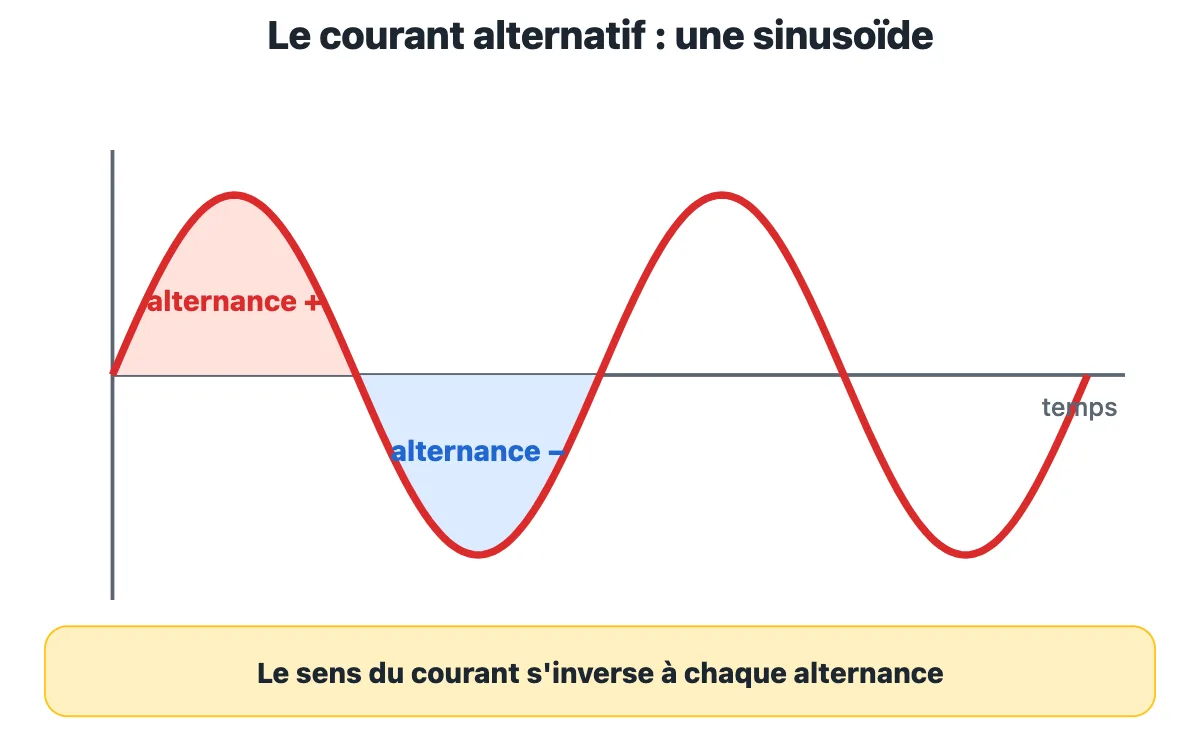 Le courant alternatif : une sinusoïde
alternance +
temps
alternance −
Le sens du courant s'inverse à chaque alternance